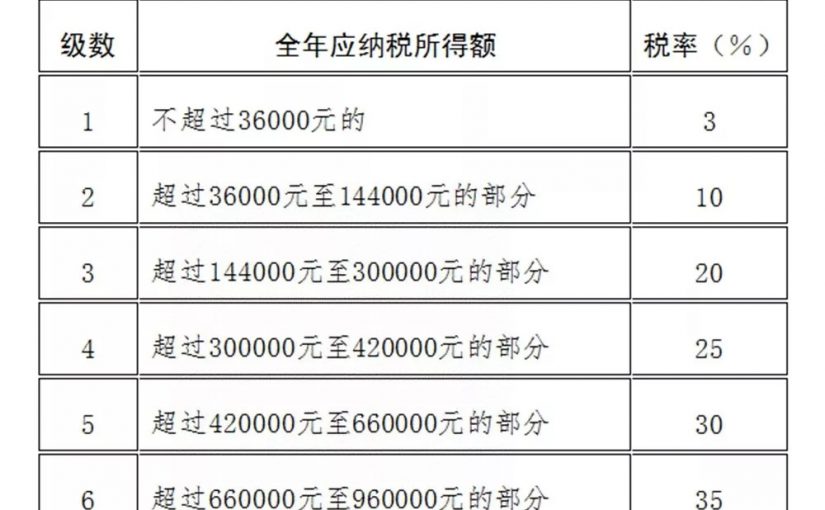 级数 全年应纳税所得额 税率（%）
1 不超过36000元的 3
2 超过36000元至144000元的部分 10
3 超过144000元至300000元的部分 20
4 超过300000元至420000元的部分 25
5 超过420000元至660000元的部分 30
6 超过660000元至960000元的部分 35